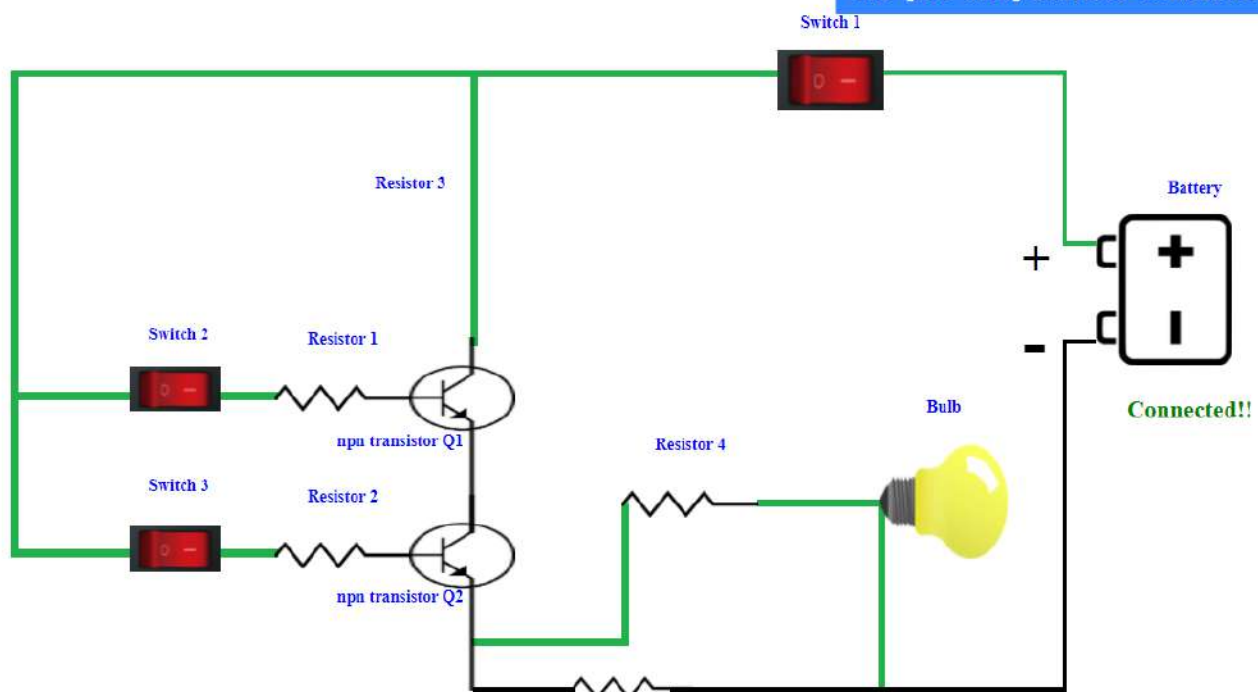 Switch 1
Resistor 3
Battery
+
Switch 2
Resistor 1
-
Bulb
Connected!!
npn transistor Q1
Resistor 4
Switch 3
Resistor 2
npn transistor Q2